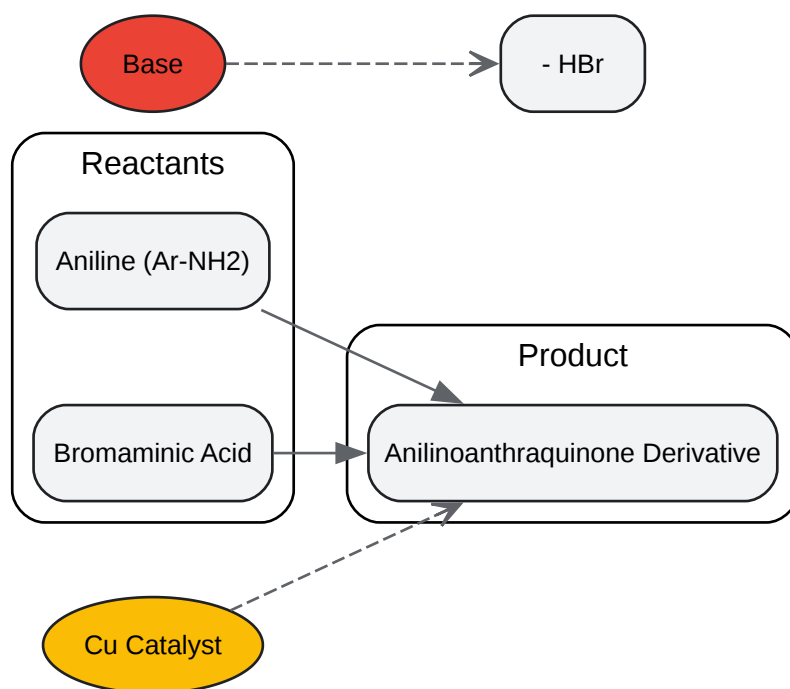 Base
- HBr
Reactants
Aniline (Ar-NH2)
Product
Bromaminic Acid
Anilinoanthraquinone Derivative
Cu Catalyst